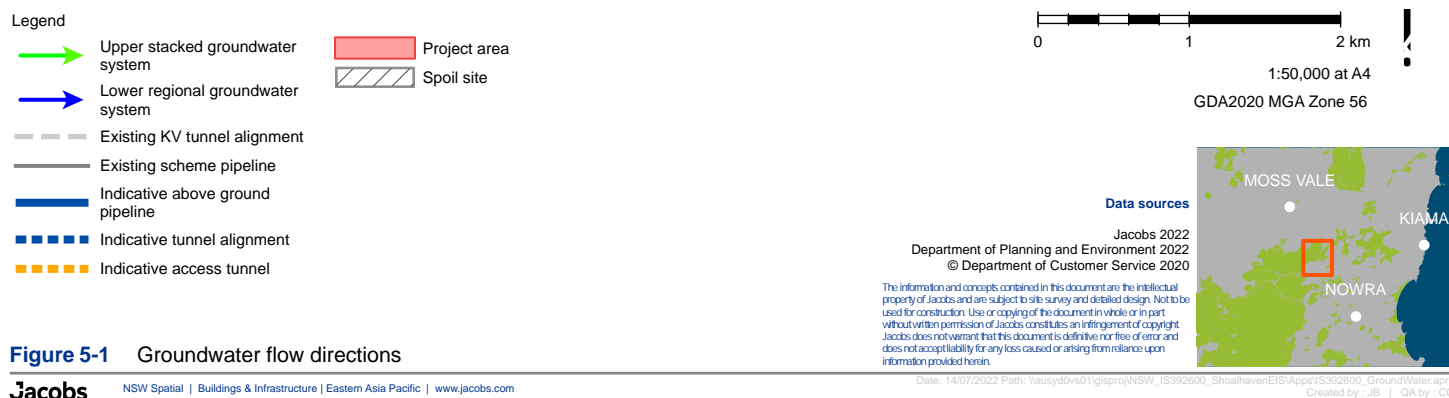 Legend
Upper stacked groundwater
system
Lower regional groundwater
system
Existing KV tunnel alignment
Existing scheme pipeline
Indicative above ground
pipeline
Indicative tunnel alignment
Indicative access tunnel
Project area
Spoil site
0 1 2 km
1:50,000 at A4
GDA2020 MGA Zone 56
Data sources
Jacobs 2022
Department of Planning and Environment 2022
© Department of Customer Service 2020
The information and concepts contained in this document are the intellectual
property of Jacobs and are subject to site survey and detailed design. Not to be
used for construction. Use or copying of the document in whole or in part
without written permission of Jacobs constitutes an infringement of copyright.
Jacobs does not warrant that this document is definitive nor free of error and
does not accept liability for any loss caused or arising from reliance upon
information provided herein.
MOSS VALE
KIAMA
NOWRA
Figure 5-1 Groundwater flow directions
Jacobs NSW Spatial | Buildings & Infrastructure | Eastern Asia Pacific | www.jacobs.com
Date: 14/07/2022 Path: \\ausyd0vs01\gisproj\NSW_IS392600_ShoalhavenEIS\Apps\IS392600_GroundWater.apr
Created by : JB | QA by : CC